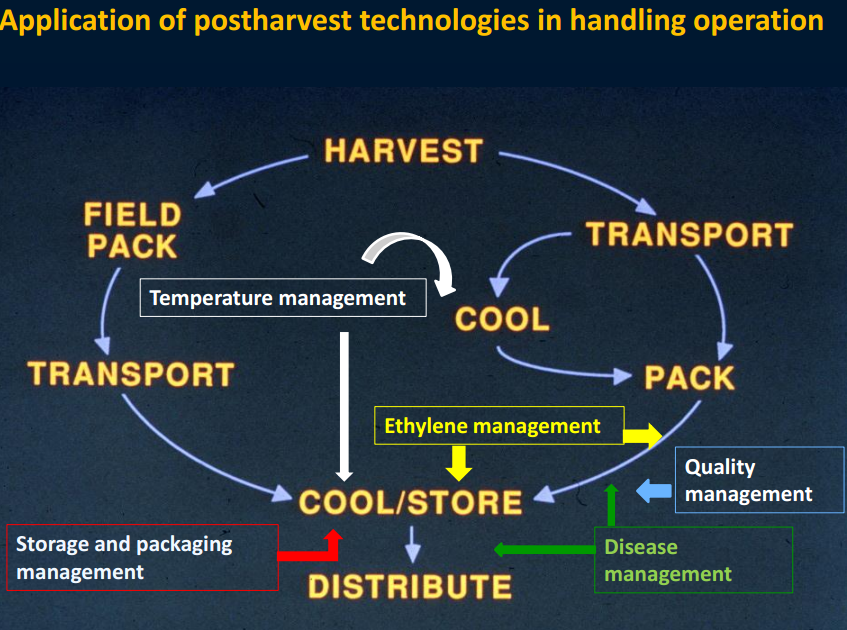 Application of postharvest technologies in handling operation
HARVEST
FIELD
PACK
TRANSPORT
Temperature management
COOL
TRANSPORT
PACK
Ethylene management
Quality
management
COOL/STORE
Storage and packaging
management
Disease
management
DISTRIBUTE